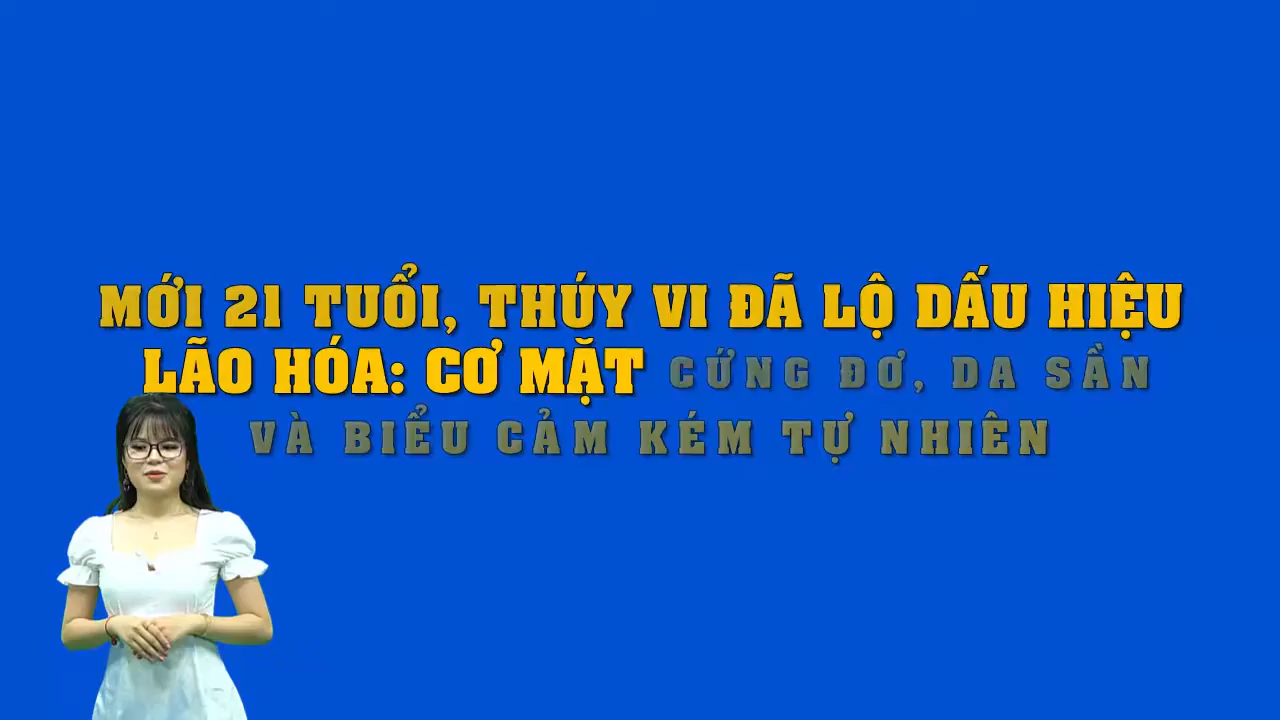 MỚI 21 TUỔI, THÚY VI ĐÃ LỘ DẤU HIỆU
LÃO HÓA: CƠ MẶT CỨNG ĐƠ, DA SẦN
VÀ BIỂU CẢM KÉM TỰ NHIÊN